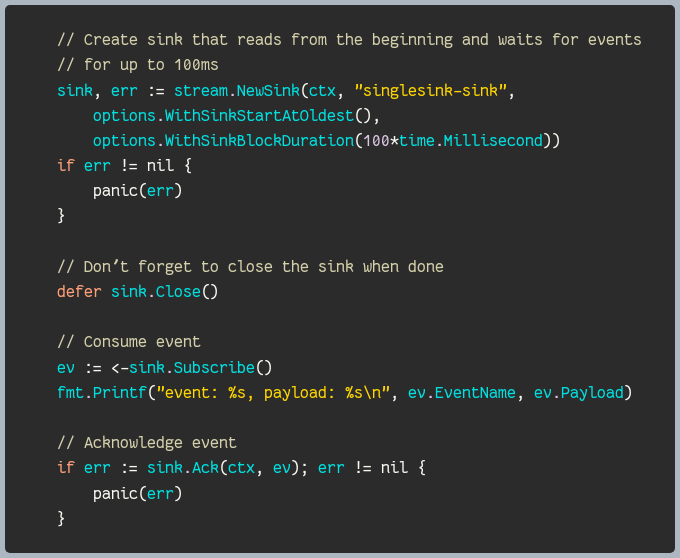 // Create sink that reads from the beginning and waits for events
// for up to 100ms
sink, err := stream.NewSink(ctx, "singlesink-sink",
    options.WithSinkStartAtOldest(),
    options.WithSinkBlockDuration(100*time.Millisecond))
if err != nil {
    panic(err)
}

// Don't forget to close the sink when done
defer sink.Close()

// Consume event
ev := <-sink.Subscribe()
fmt.Printf("event: %s, payload: %s\n", ev.EventName, ev.Payload)

// Acknowledge event
if err := sink.Ack(ctx, ev); err != nil {
    panic(err)
}